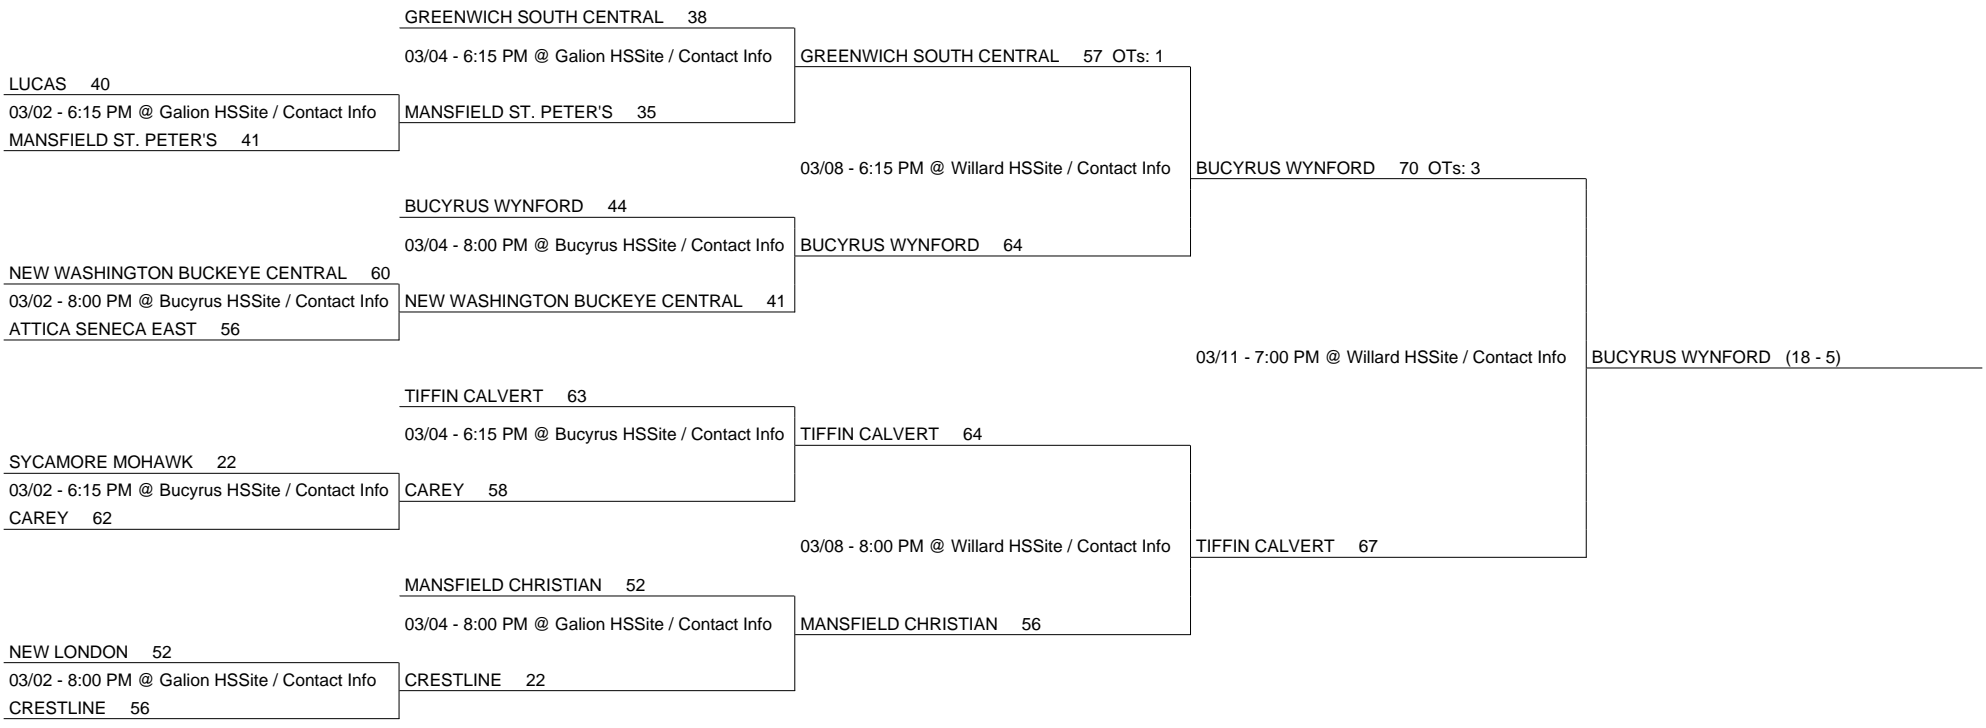 GREENWICH SOUTH CENTRAL 38
03/04 - 6:15 PM @ Galion HSSite / Contact Info
GREENWICH SOUTH CENTRAL 57 OTs: 1
LUCAS 40
03/02 - 6:15 PM @ Galion HSSite / Contact Info
MANSFIELD ST. PETER'S 35
MANSFIELD ST. PETER'S 41
03/08 - 6:15 PM @ Willard HSSite / Contact Info
BUCYRUS WYNFORD 70 OTs: 3
BUCYRUS WYNFORD 44
03/04 - 8:00 PM @ Bucyrus HSSite / Contact Info
BUCYRUS WYNFORD 64
NEW WASHINGTON BUCKEYE CENTRAL 60
03/02 - 8:00 PM @ Bucyrus HSSite / Contact Info
NEW WASHINGTON BUCKEYE CENTRAL 41
ATTICA SENECA EAST 56
03/11 - 7:00 PM @ Willard HSSite / Contact Info
BUCYRUS WYNFORD (18 - 5)
TIFFIN CALVERT 63
03/04 - 6:15 PM @ Bucyrus HSSite / Contact Info
TIFFIN CALVERT 64
SYCAMORE MOHAWK 22
03/02 - 6:15 PM @ Bucyrus HSSite / Contact Info
CAREY 58
CAREY 62
03/08 - 8:00 PM @ Willard HSSite / Contact Info
TIFFIN CALVERT 67
MANSFIELD CHRISTIAN 52
03/04 - 8:00 PM @ Galion HSSite / Contact Info
MANSFIELD CHRISTIAN 56
NEW LONDON 52
03/02 - 8:00 PM @ Galion HSSite / Contact Info
CRESTLINE 22
CRESTLINE 56